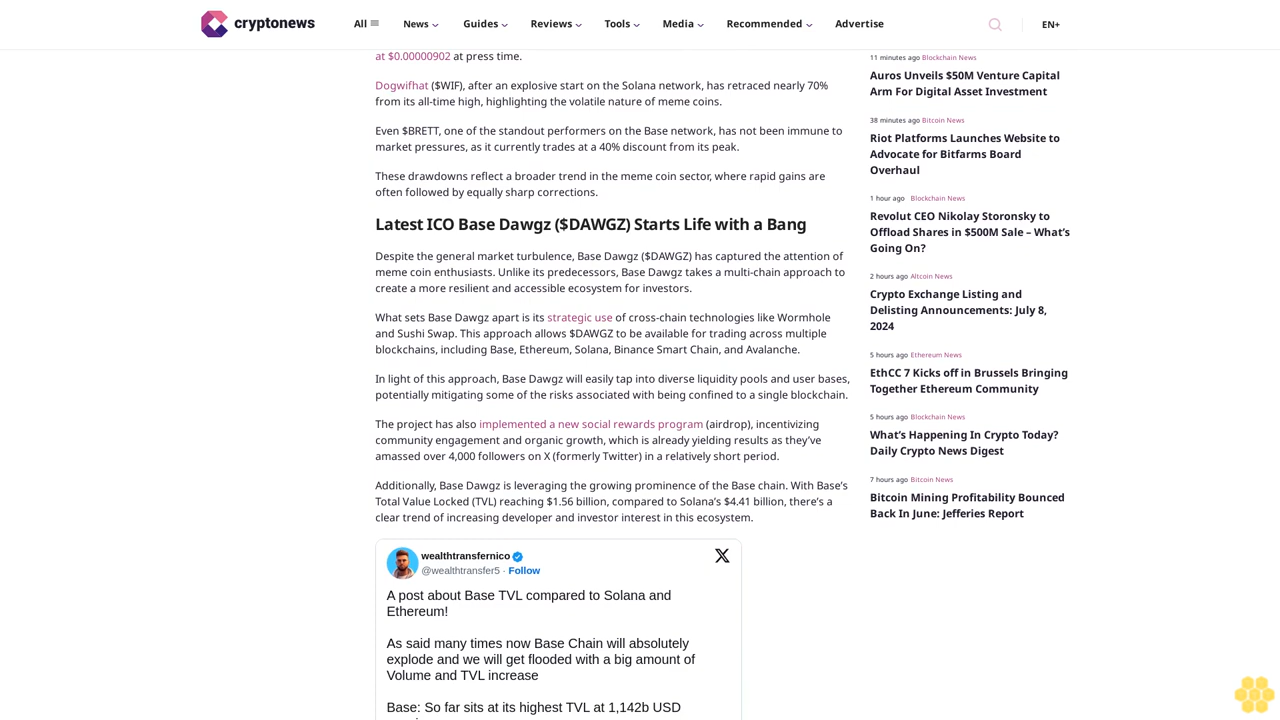 cryptonews
All
News
Guides
Reviews
Tools
Media
Recommended
Advertise
EN+
at $0.00000902 at press time.
Dogwifhat ($WIF), after an explosive start on the Solana network, has retraced nearly 70%
from its all-time high, highlighting the volatile nature of meme coins.
Even $BRETT, one of the standout performers on the Base network, has not been immune to
market pressures, as it currently trades at a 40% discount from its peak.
These drawdowns reflect a broader trend in the meme coin sector, where rapid gains are
often followed by equally sharp corrections.
Latest ICO Base Dawgz ($DAWGZ) Starts Life with a Bang
Despite the general market turbulence, Base Dawgz ($DAWGZ) has captured the attention of
meme coin enthusiasts. Unlike its predecessors, Base Dawgz takes a multi-chain approach to
create a more resilient and accessible ecosystem for investors.
What sets Base Dawgz apart is its strategic use of cross-chain technologies like Wormhole
and Sushi Swap. This approach allows $DAWGZ to be available for trading across multiple
blockchains, including Base, Ethereum, Solana, Binance Smart Chain, and Avalanche.
In light of this approach, Base Dawgz will easily tap into diverse liquidity pools and user bases,
potentially mitigating some of the risks associated with being confined to a single blockchain.
The project has also implemented a new social rewards program (airdrop), incentivizing
community engagement and organic growth, which is already yielding results as they’ve
amassed over 4,000 followers on X (formerly Twitter) in a relatively short period.
Additionally, Base Dawgz is leveraging the growing prominence of the Base chain. With Base’s
Total Value Locked (TVL) reaching $1.56 billion, compared to Solana’s $4.41 billion, there’s a
clear trend of increasing developer and investor interest in this ecosystem.
wealthtransfernico
@wealthtransfer5 · Follow
A post about Base TVL compared to Solana and
Ethereum!
As said many times now Base Chain will absolutely
explode and we will get flooded with a big amount of
Volume and TVL increase
Base: So far sits at its highest TVL at 1,142b USD
11 minutes ago Blockchain News
Auros Unveils $50M Venture Capital
Arm For Digital Asset Investment
38 minutes ago Bitcoin News
Riot Platforms Launches Website to
Advocate for Bitfarms Board
Overhaul
1 hour ago Blockchain News
Revolut CEO Nikolay Storonsky to
Offload Shares in $500M Sale – What’s
Going On?
2 hours ago Altcoin News
Crypto Exchange Listing and
Delisting Announcements: July 8,
2024
5 hours ago Ethereum News
EthCC 7 Kicks off in Brussels Bringing
Together Ethereum Community
5 hours ago Blockchain News
What’s Happening In Crypto Today?
Daily Crypto News Digest
7 hours ago Bitcoin News
Bitcoin Mining Profitability Bounced
Back In June: Jefferies Report